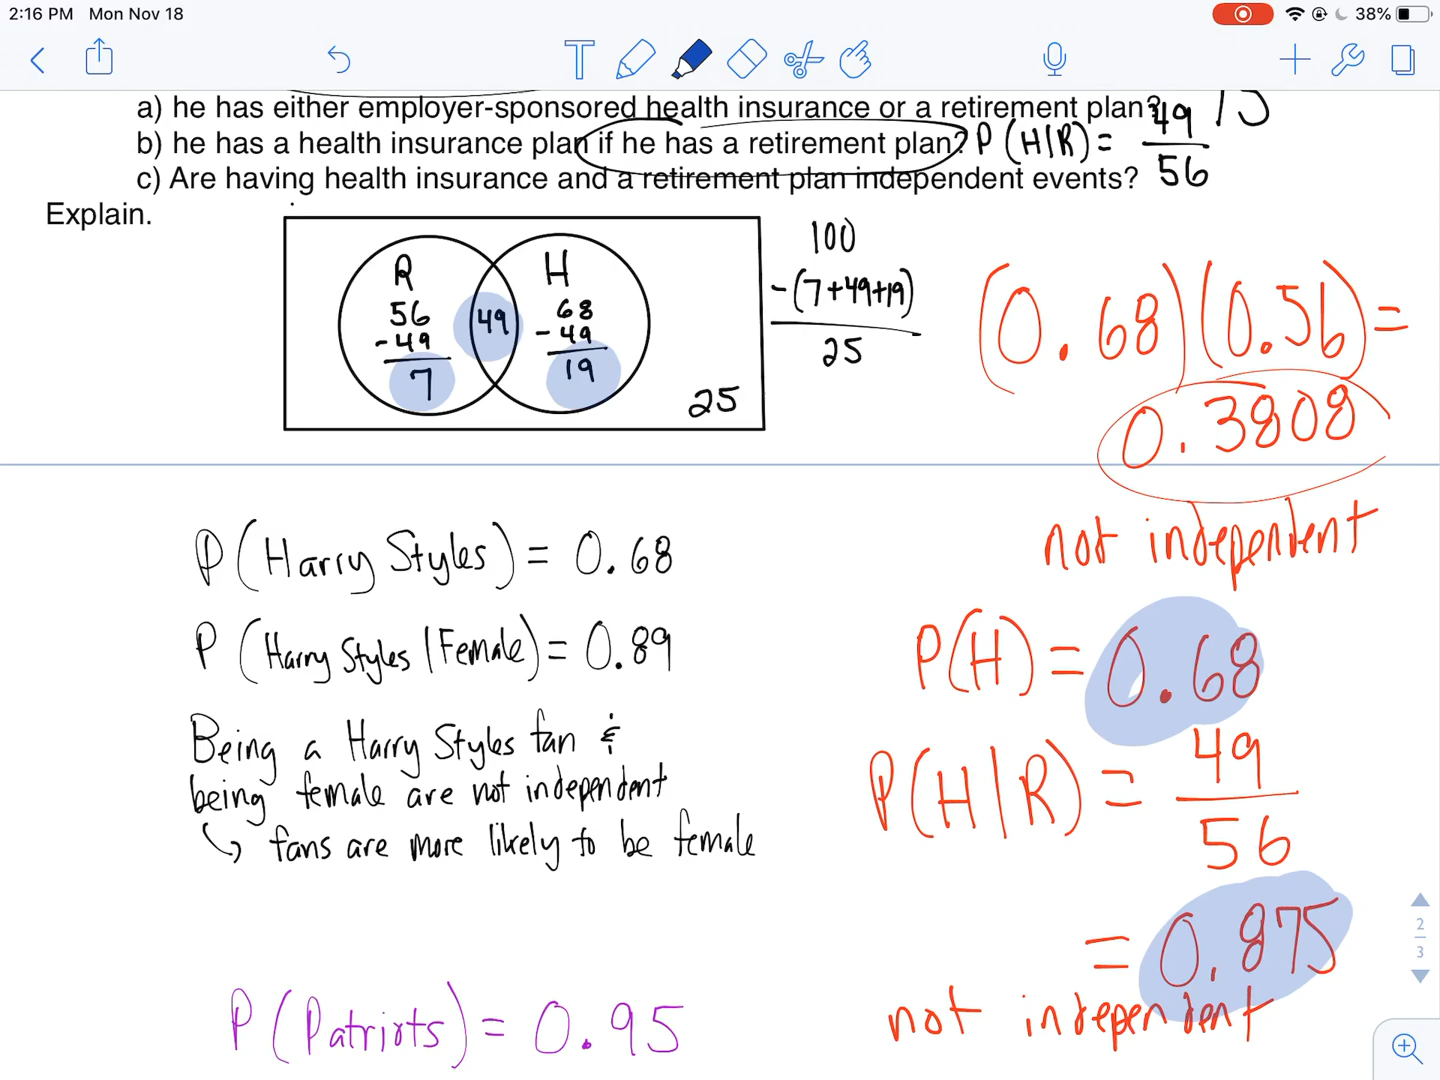 2:16 PM Mon Nov 18
38%
T
a) he has either employer-sponsored health insurance or a retirement plan?
b) he has a health insurance plan if he has a retirement plan? P(H|R) = 49/56
c) Are having health insurance and a retirement plan independent events?
Explain.
R
56
-49
7
49
H
68
-49
19
25
100
-(7+49+19)
25
(0.68)(0.56) =
0.3808
not independent
P(Harry Styles) = 0.68
P(Harry Styles | Female) = 0.89
Being a Harry Styles fan &
being female are not independent
↳ fans are more likely to be female
P(H) = 0.68
P(H|R) = 49/56
= 0.875
not independent
P(Patriots) = 0.95
2
3